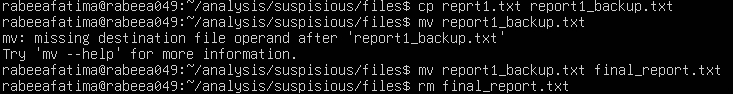 rabeeafatima@rabeea049:~/analysis/suspisious/files$ cp reprt1.txt report1_backup.txt
rabeeafatima@rabeea049:~/analysis/suspisious/files$ mv report1_backup.txt
mv: missing destination file operand after 'report1_backup.txt'
Try 'mv --help' for more information.
rabeeafatima@rabeea049:~/analysis/suspisious/files$ mv report1_backup.txt final_report.txt
rabeeafatima@rabeea049:~/analysis/suspisious/files$ rm final_report.txt